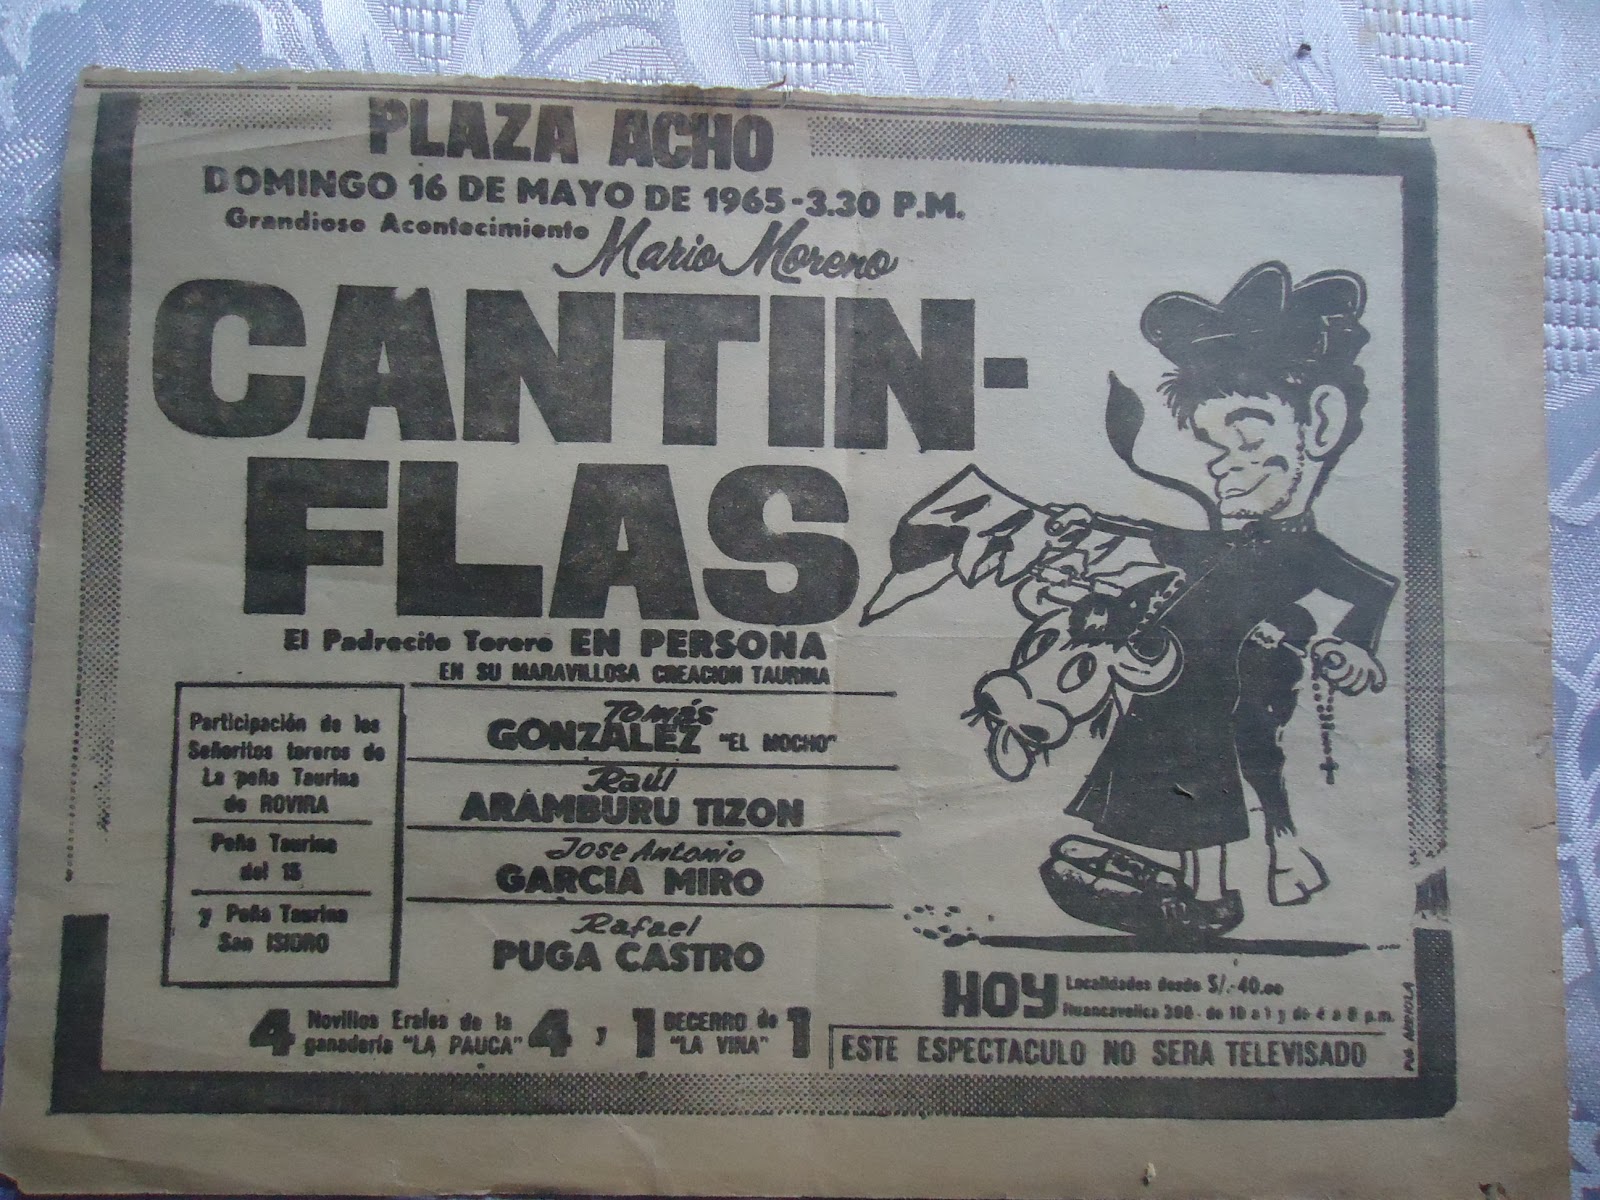 PLAZA ACHO
DOMINGO 16 DE MAYO DE 1965-3.30 P.M.
Grandioso Acontecimiento Mario Moreno
CANTIN-
FLAS
El Padrecito Torero EN PERSONA
EN SU MARAVILLOSA CREACION TAURINA
Participación de los
Señoritos toreros de
La peña Taurina
de ROVIRA
Peña Taurina
del 15
y Peña Taurina
San ISIDRO
Tomás
GONZALEZ "EL MOCHO"
Raúl
ARAMBURU TIZON
Jose Antonio
GARCIA MIRO
Rafael
PUGA CASTRO
4 Novillos Erales de la
ganadería "LA PAUCA" 4 y 1 BECERRO de
"LA VIÑA" 1
HOY Localidades desde S/.-40.00
Huancavelica 390 - de 10 a 1 y de 4 a 8 p.m.
ESTE ESPECTACULO NO SERA TELEVISADO
Pub.